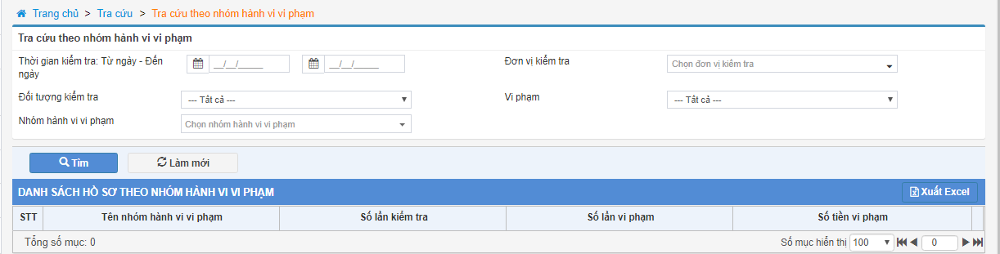 Trang chủ > Tra cứu > Tra cứu theo nhóm hành vi vi phạm
Tra cứu theo nhóm hành vi vi phạm
Thời gian kiểm tra: Từ ngày - Đến ngày
__/__/____ __/__/____
Đơn vị kiểm tra Chọn đơn vị kiểm tra
Đối tượng kiểm tra --- Tất cả ---
Vi phạm --- Tất cả ---
Nhóm hành vi vi phạm Chọn nhóm hành vi vi phạm
Tìm Làm mới
DANH SÁCH HỒ SƠ THEO NHÓM HÀNH VI VI PHẠM Xuất Excel
STT Tên nhóm hành vi vi phạm Số lần kiểm tra Số lần vi phạm Số tiền vi phạm
Tổng số mục: 0 Số mục hiển thị 100 0